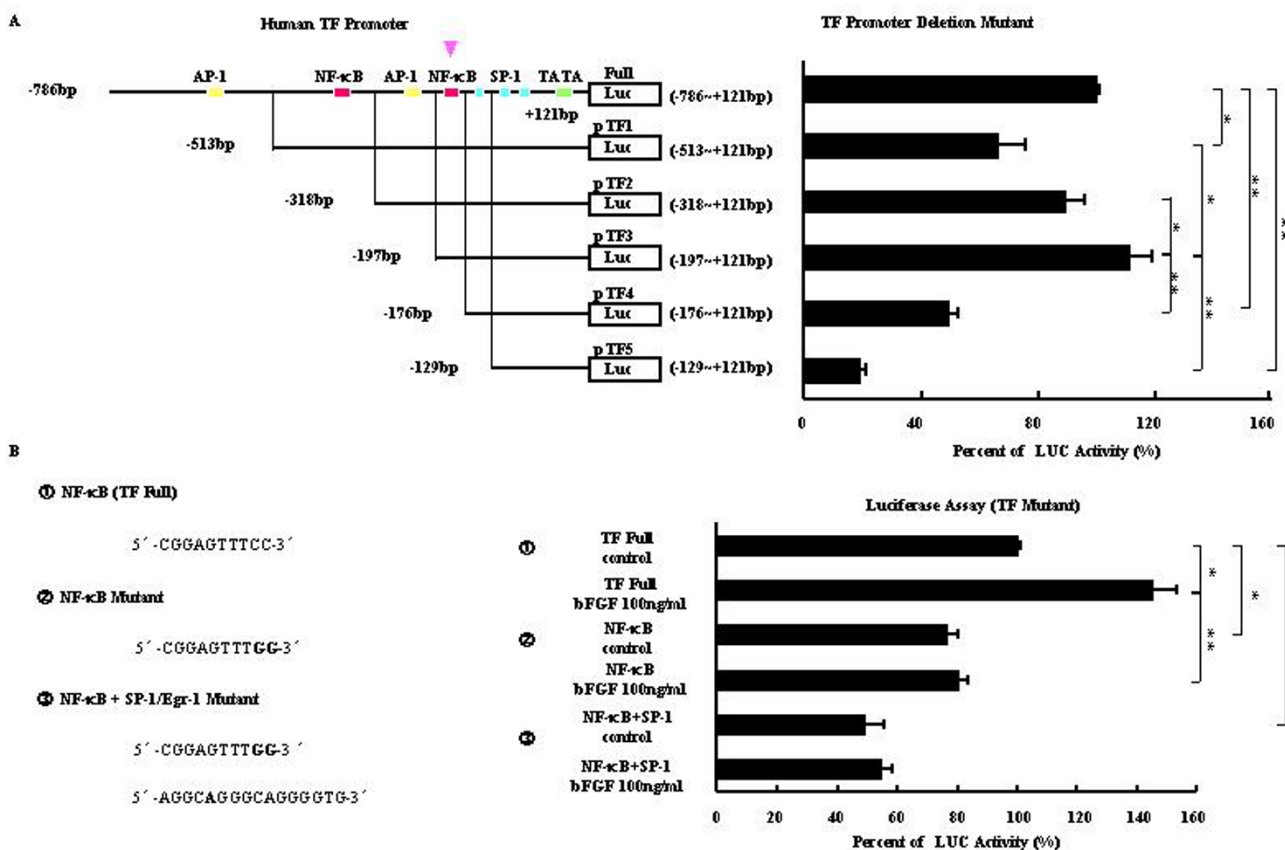 A
Human TF Promoter
TF Promoter Deletion Mutant
AP-1 NF-κB AP-1 NF-κB SP-1 TATA Full
-786bp Luc (-786~+121bp)
+121bp
pTF1
-513bp Luc (-513~+121bp)
pTF2
-318bp Luc (-318~+121bp)
pTF3
-197bp Luc (-197~+121bp)
pTF4
-176bp Luc (-176~+121bp)
pTF5
-129bp Luc (-129~+121bp)
* ** ** * ** * **
0 40 80 120 160
Percent of LUC Activity (%)
B
① NF-κB (TF Full)
5´-CGGAGTTTCC-3´
② NF-κB Mutant
5´-CGGAGTTTGG-3´
③ NF-κB + SP-1/Egr-1 Mutant
5´-CGGAGTTTGG-3´
5´-AGGCAGGGCAGGGGTG-3´
Luciferase Assay (TF Mutant)
① TF Full
control
TF Full
bFGF 100ng/ml
② NF-κB
control
NF-κB
bFGF 100ng/ml
③ NF-κB+SP-1
control
NF-κB+SP-1
bFGF 100ng/ml
* ** *
0 20 40 60 80 100 120 140 160
Percent of LUC Activity (%)